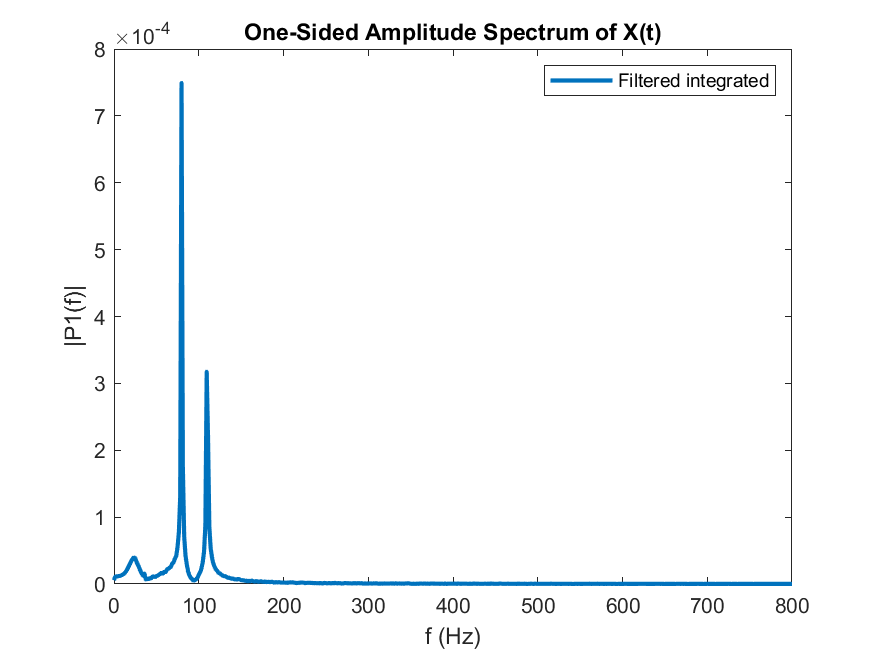 One-Sided Amplitude Spectrum of X(t)
×10-4
Filtered integrated
8
7
6
5
4
3
2
1
0
|P1(f)|
0 100 200 300 400 500 600 700 800
f (Hz)